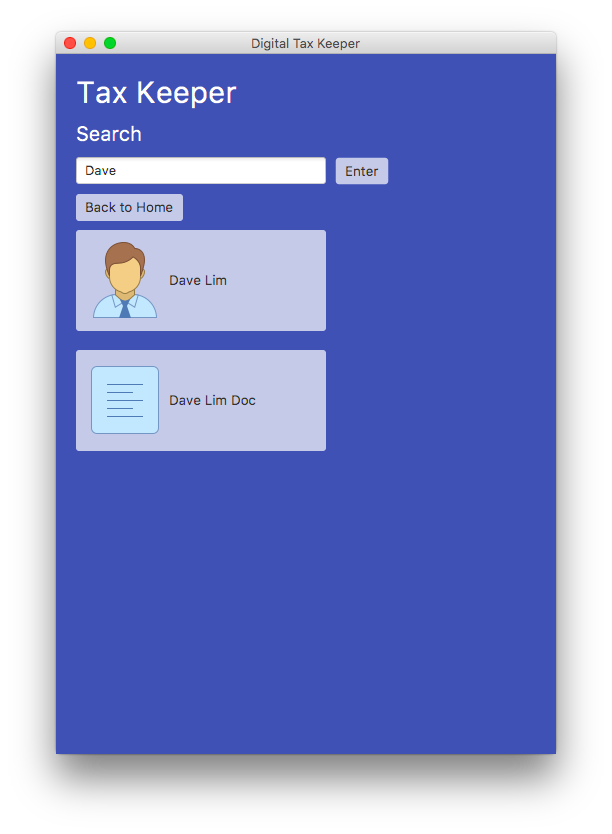 Digital Tax Keeper
Tax Keeper
Search
Dave
Enter
Back to Home
Dave Lim
Dave Lim Doc